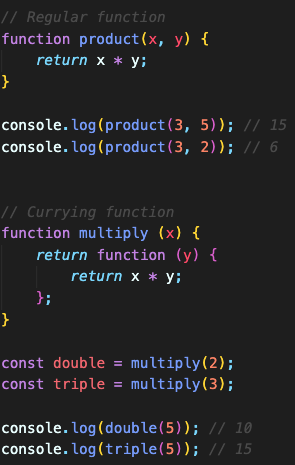 // Regular function
function product(x, y) {
    return x * y;
}

console.log(product(3, 5)); // 15
console.log(product(3, 2)); // 6


// Currying function
function multiply (x) {
    return function (y) {
        return x * y;
    };
}

const double = multiply(2);
const triple = multiply(3);

console.log(double(5)); // 10
console.log(triple(5)); // 15